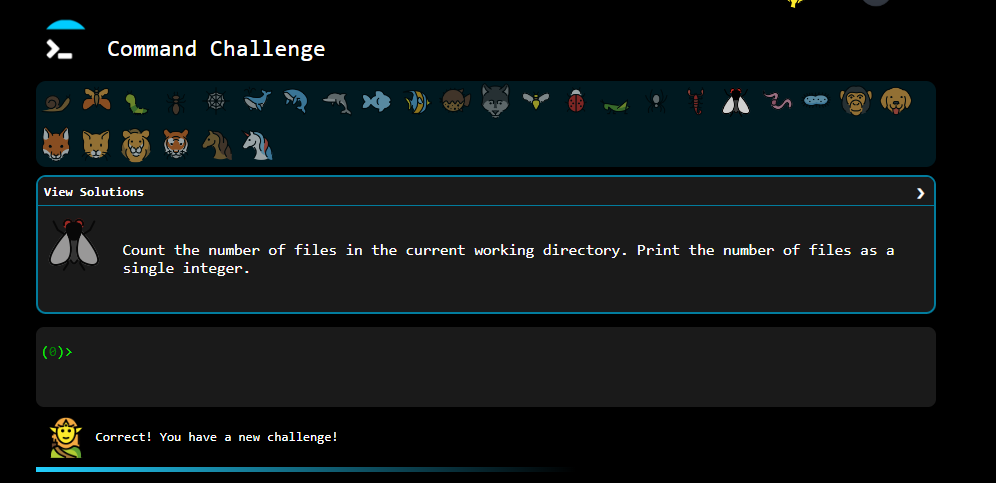 Command Challenge
View Solutions
Count the number of files in the current working directory. Print the number of files as a
single integer.
(0)>
Correct! You have a new challenge!